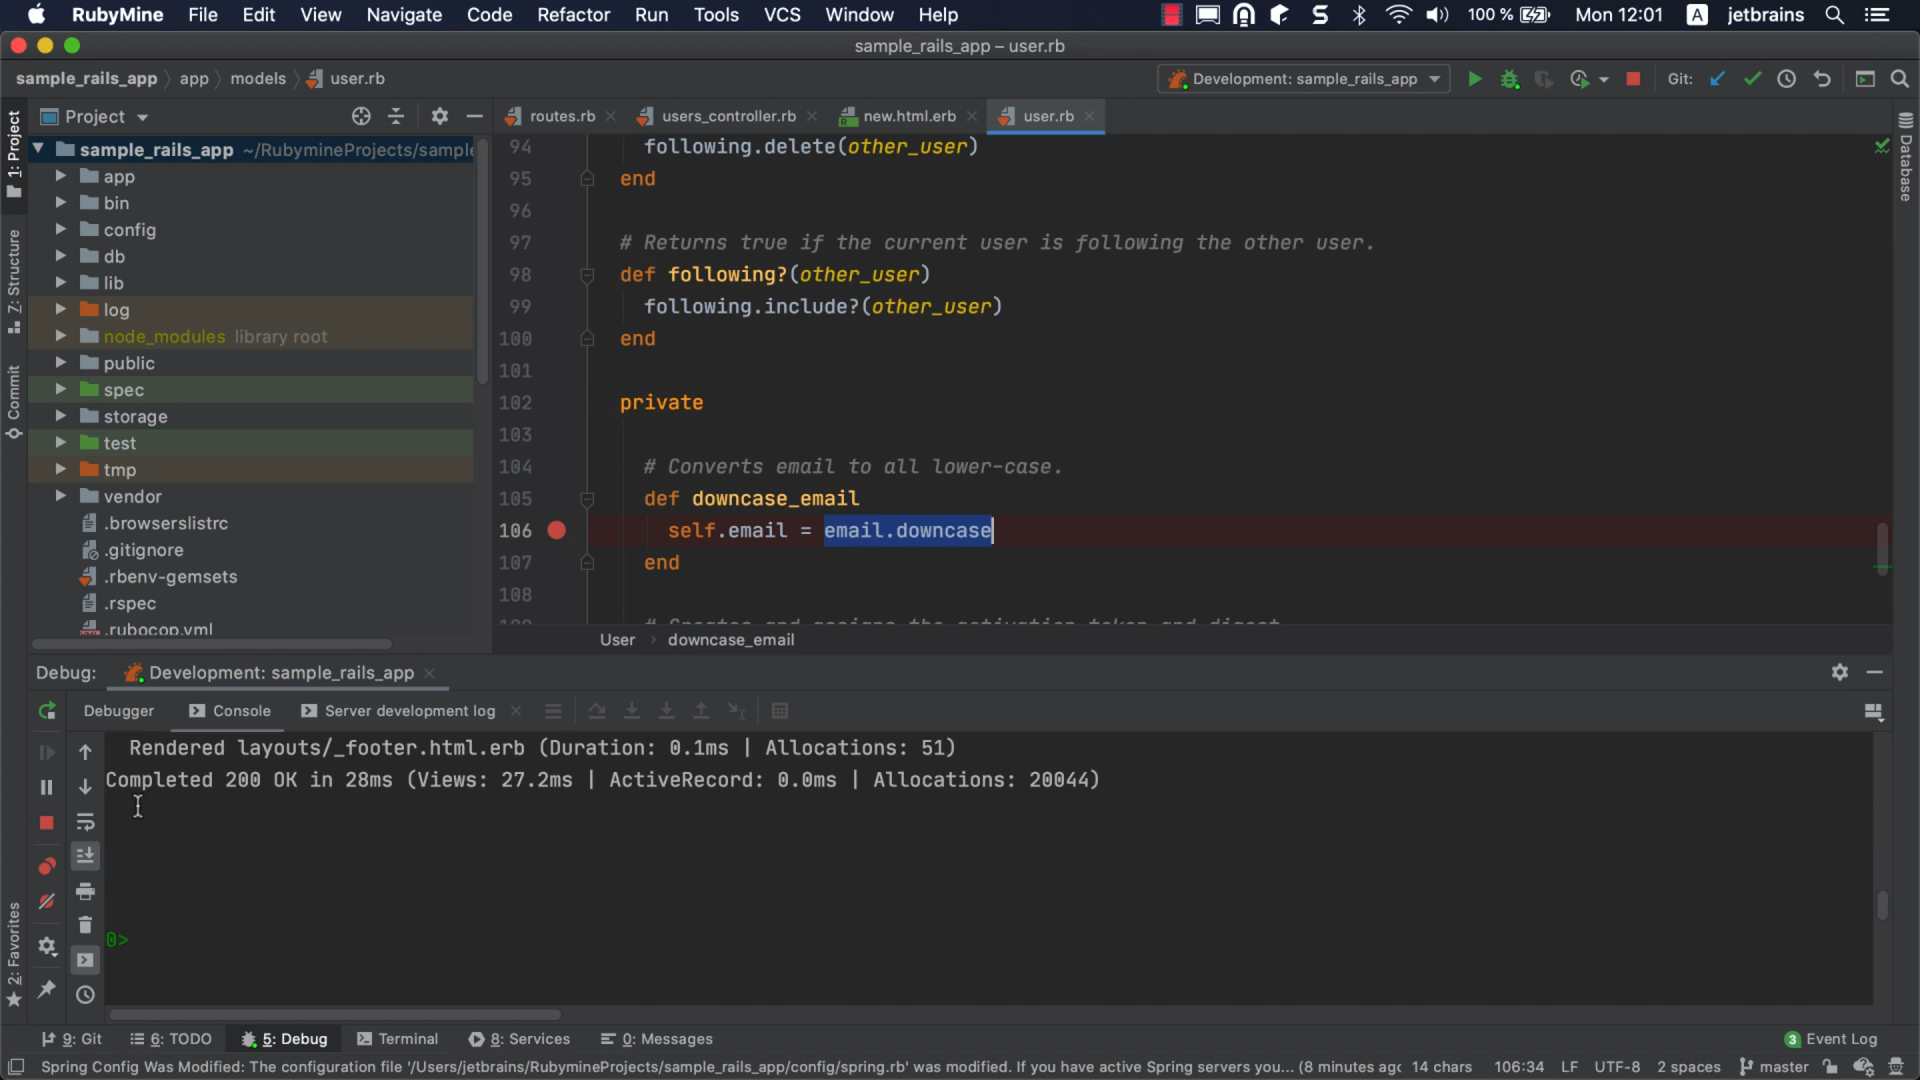 RubyMine File Edit View Navigate Code Refactor Run Tools VCS Window Help 100 % Mon 12:01 A jetbrains
sample_rails_app – user.rb
sample_rails_app app models user.rb Development: sample_rails_app Git:
Project routes.rb users_controller.rb new.html.erb user.rb
1: Project
Z: Structure
Commit
2: Favorites
Database
sample_rails_app ~/RubymineProjects/sample
app
bin
config
db
lib
log
node_modules library root
public
spec
storage
test
tmp
vendor
.browserslistrc
.gitignore
.rbenv-gemsets
.rspec
.rubocop.yml
94 following.delete(other_user)
95 end
96
97 # Returns true if the current user is following the other user.
98 def following?(other_user)
99 following.include?(other_user)
100 end
101
102 private
103
104 # Converts email to all lower-case.
105 def downcase_email
106 self.email = email.downcase
107 end
108
109 # Creates and assigns the activation token and digest
User downcase_email
Debug: Development: sample_rails_app
Debugger Console Server development log
Rendered layouts/_footer.html.erb (Duration: 0.1ms | Allocations: 51)
Completed 200 OK in 28ms (Views: 27.2ms | ActiveRecord: 0.0ms | Allocations: 20044)
0>
9: Git 6: TODO 5: Debug Terminal 8: Services 0: Messages 3 Event Log
Spring Config Was Modified: The configuration file '/Users/jetbrains/RubymineProjects/sample_rails_app/config/spring.rb' was modified. If you have active Spring servers you... (8 minutes agc 14 chars 106:34 LF UTF-8 2 spaces master